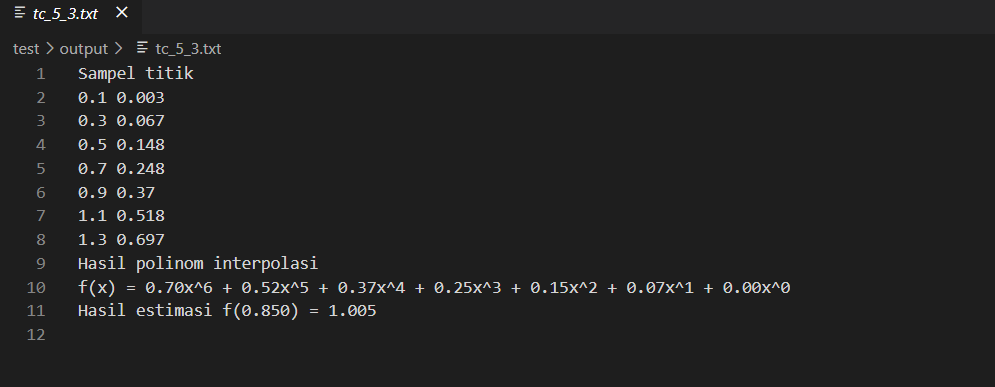 tc_5_3.txt
test > output > tc_5_3.txt
1 Sampel titik
2 0.1 0.003
3 0.3 0.067
4 0.5 0.148
5 0.7 0.248
6 0.9 0.37
7 1.1 0.518
8 1.3 0.697
9 Hasil polinom interpolasi
10 f(x) = 0.70x^6 + 0.52x^5 + 0.37x^4 + 0.25x^3 + 0.15x^2 + 0.07x^1 + 0.00x^0
11 Hasil estimasi f(0.850) = 1.005
12